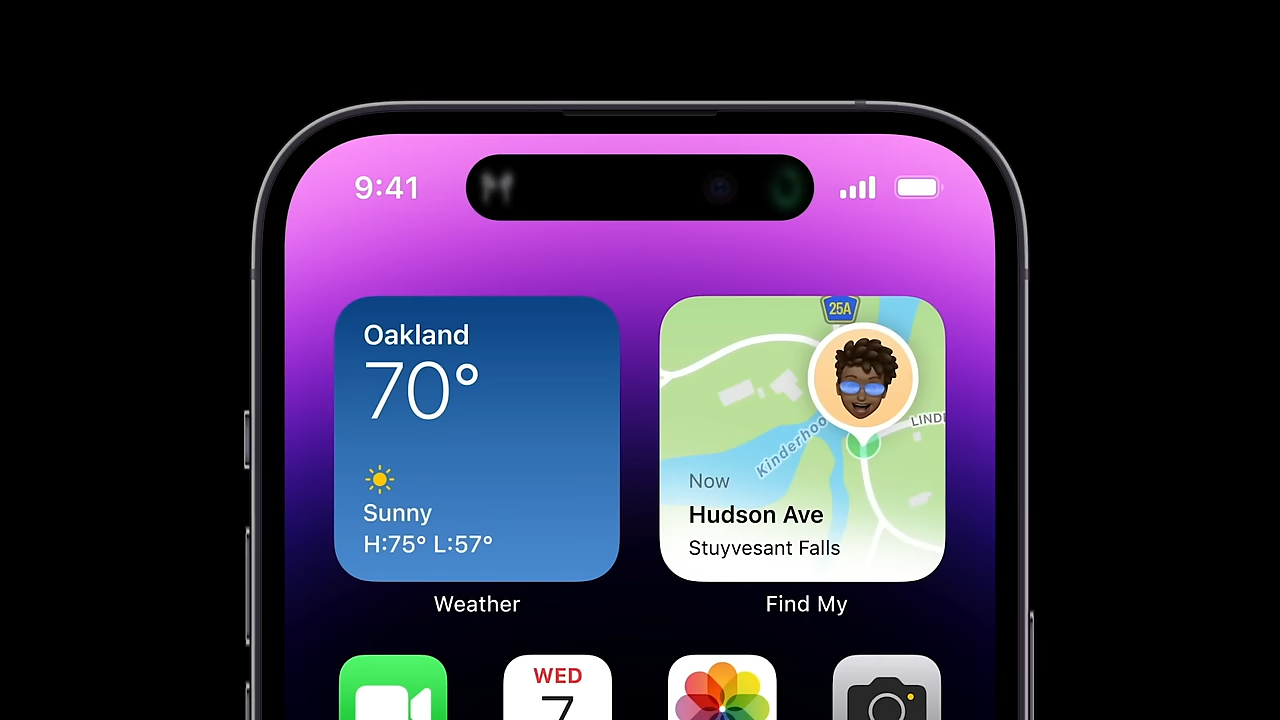 9:41
25A
Oakland
70°
LINDE
Kinderhoo
Now
Sunny
Hudson Ave
H:75° L:57°
Stuyvesant Falls
Weather
Find My
WED
7